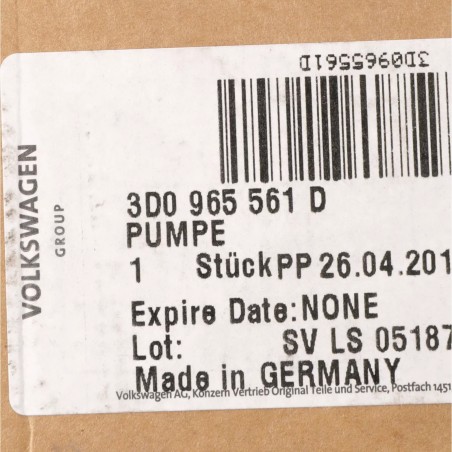 3D0965561D
VOLKSWAGEN
GROUP
3D0 965 561 D
PUMPE
1 Stück PP 26.04.201
Expire Date: NONE
Lot: SV LS 05187
Made in GERMANY
Volkswagen AG, Konzern Vertrieb Original Teile und Service, Postfach 1451